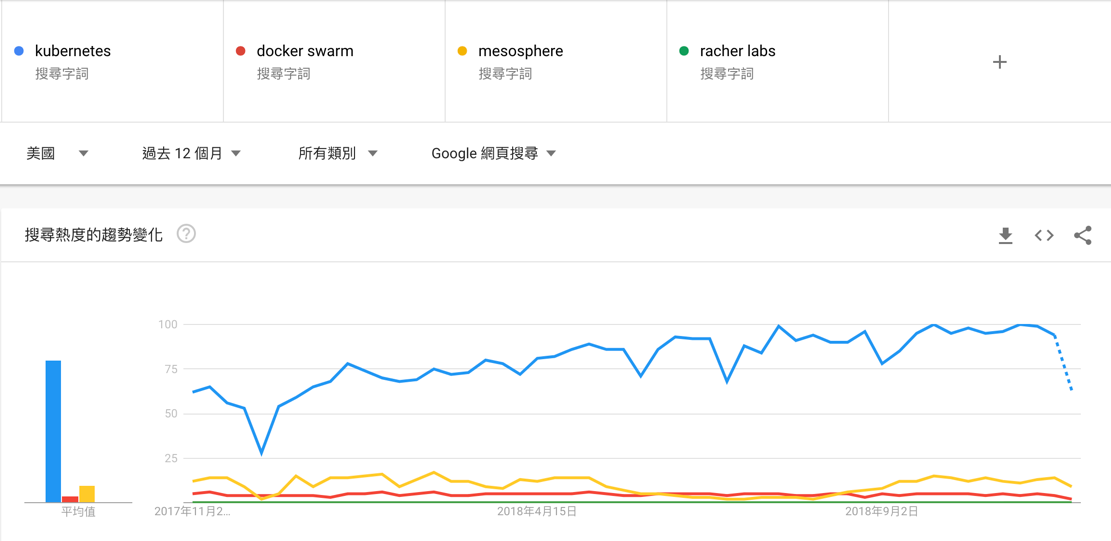 kubernetes
搜尋字詞
docker swarm
搜尋字詞
mesosphere
搜尋字詞
racher labs
搜尋字詞
+
美國
過去 12 個月
所有類別
Google 網頁搜尋
搜尋熱度的趨勢變化
?
100
75
50
25
平均值
2017年11月2…
2018年4月15日
2018年9月2日